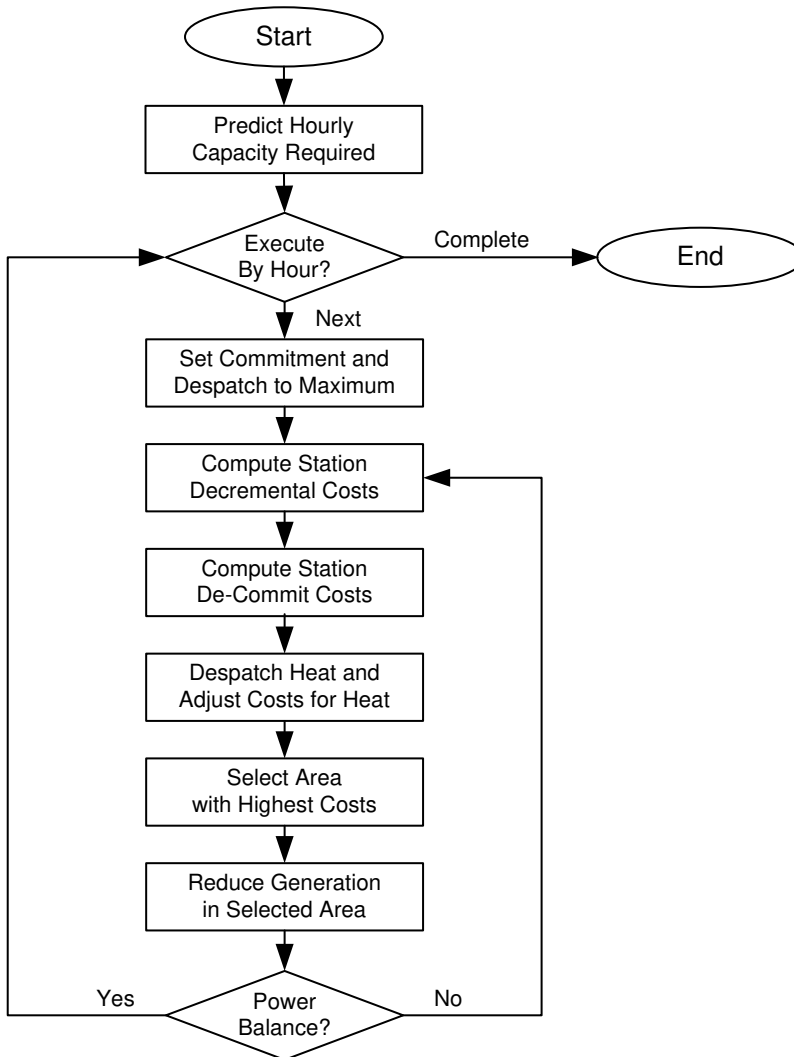 Start
Predict Hourly
Capacity Required
Execute
By Hour?
Complete
End
Next
Set Commitment and
Despatch to Maximum
Compute Station
Decremental Costs
Compute Station
De-Commit Costs
Despatch Heat and
Adjust Costs for Heat
Select Area
with Highest Costs
Reduce Generation
in Selected Area
Yes
Power
Balance?
No